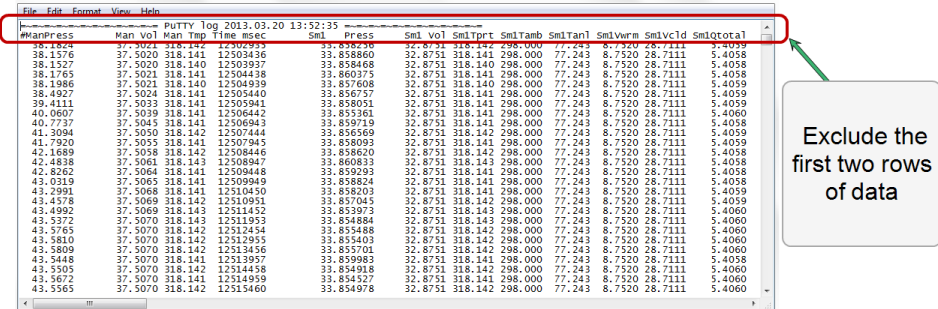 File Edit Format View Help
=~=~=~=~=~=~=~=~=~=~=~= PuTTY log 2013.03.20 13:52:35 =~=~=~=~=~=~=~=~=~=~=~=
#ManPress Man Vol Man Tmp Time msec Sm1 Press Sm1 Vol Sm1Tprt Sm1Tamb Sm1Tanl Sm1Vwrm Sm1Vcld Sm1Qtotal
38.1824 37.5021 318.142 12502935 33.858256 32.8751 318.142 298.000 77.243 8.7520 28.7111 5.4059
38.1576 37.5020 318.141 12503436 33.858860 32.8751 318.141 298.000 77.243 8.7520 28.7111 5.4058
38.1527 37.5020 318.140 12503937 33.858468 32.8751 318.140 298.000 77.243 8.7520 28.7111 5.4058
38.1765 37.5021 318.141 12504438 33.860375 32.8751 318.141 298.000 77.243 8.7520 28.7111 5.4058
38.1986 37.5021 318.140 12504939 33.857608 32.8751 318.140 298.000 77.243 8.7520 28.7111 5.4058
38.4927 37.5024 318.141 12505440 33.856757 32.8751 318.141 298.000 77.243 8.7520 28.7111 5.4059
39.4111 37.5033 318.141 12505941 33.858051 32.8751 318.141 298.000 77.243 8.7520 28.7111 5.4059
40.0607 37.5039 318.141 12506442 33.855361 32.8751 318.141 298.000 77.243 8.7520 28.7111 5.4060
40.7737 37.5045 318.141 12506943 33.859719 32.8751 318.141 298.000 77.243 8.7520 28.7111 5.4058
41.3094 37.5050 318.142 12507444 33.856569 32.8751 318.142 298.000 77.243 8.7520 28.7111 5.4059
41.7920 37.5055 318.141 12507945 33.858093 32.8751 318.141 298.000 77.243 8.7520 28.7111 5.4059
42.1689 37.5058 318.142 12508446 33.858620 32.8751 318.142 298.000 77.243 8.7520 28.7111 5.4058
42.4838 37.5061 318.143 12508947 33.860833 32.8751 318.143 298.000 77.243 8.7520 28.7111 5.4058
42.8262 37.5064 318.141 12509448 33.859293 32.8751 318.141 298.000 77.243 8.7520 28.7111 5.4058
43.0319 37.5065 318.141 12509949 33.858824 32.8751 318.141 298.000 77.243 8.7520 28.7111 5.4058
43.2991 37.5068 318.141 12510450 33.858203 32.8751 318.141 298.000 77.243 8.7520 28.7111 5.4059
43.4578 37.5069 318.142 12510951 33.857045 32.8751 318.142 298.000 77.243 8.7520 28.7111 5.4059
43.4992 37.5069 318.143 12511452 33.853973 32.8751 318.143 298.000 77.243 8.7520 28.7111 5.4060
43.5372 37.5070 318.143 12511953 33.854884 32.8751 318.143 298.000 77.243 8.7520 28.7111 5.4060
43.5765 37.5070 318.142 12512454 33.855488 32.8751 318.142 298.000 77.243 8.7520 28.7111 5.4060
43.5810 37.5070 318.142 12512955 33.855403 32.8751 318.142 298.000 77.243 8.7520 28.7111 5.4060
43.5809 37.5070 318.142 12513456 33.855701 32.8751 318.142 298.000 77.243 8.7520 28.7111 5.4060
43.5448 37.5070 318.141 12513957 33.859983 32.8751 318.141 298.000 77.243 8.7520 28.7111 5.4058
43.5505 37.5070 318.142 12514458 33.854918 32.8751 318.142 298.000 77.243 8.7520 28.7111 5.4060
43.5672 37.5070 318.141 12514959 33.854527 32.8751 318.141 298.000 77.243 8.7520 28.7111 5.4060
43.5565 37.5070 318.142 12515460 33.854978 32.8751 318.142 298.000 77.243 8.7520 28.7111 5.4060
Exclude the
first two rows
of data